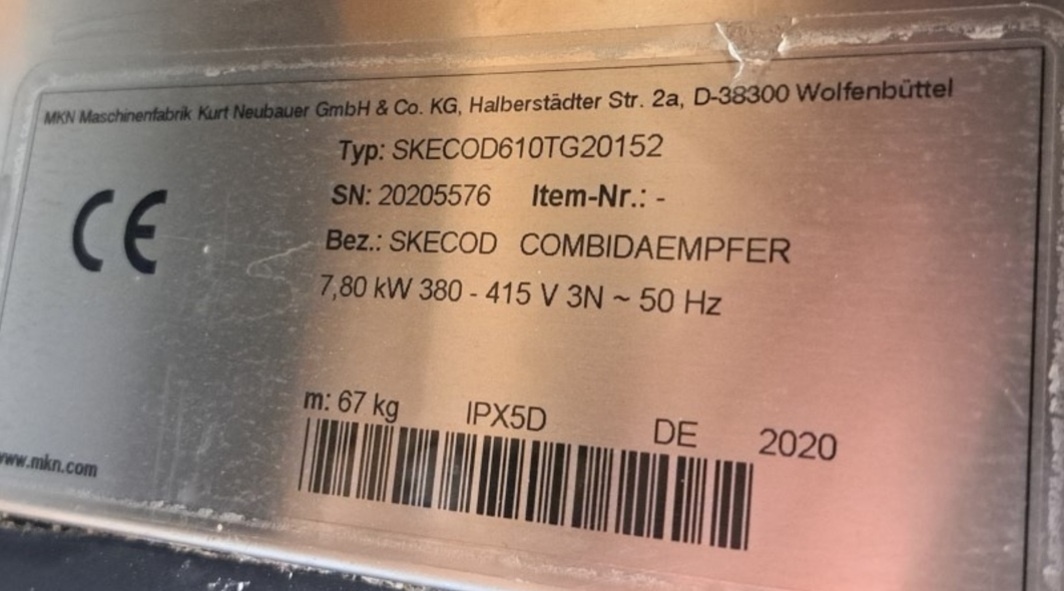 MKN Maschinenfabrik Kurt Neubauer GmbH & Co. KG, Halberstädter Str. 2a, D-38300 Wolfenbüttel
Typ: SKECOD610TG20152
SN: 20205576 Item-Nr.: -
CE
Bez.: SKECOD COMBIDAEMPFER
7,80 kW 380 - 415 V 3N ~ 50 Hz
m: 67 kg IPX5D DE 2020
www.mkn.com